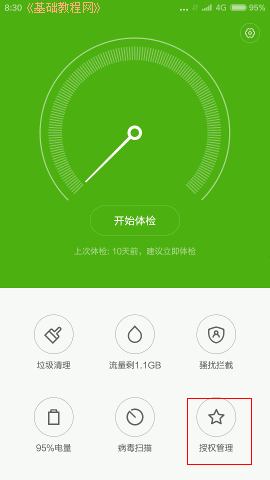 8:30 《基础教程网》 4G 95%
开始体检
上次体检: 10天前，建议立即体检
垃圾清理 流量剩1.1GB 骚扰拦截
95%电量 病毒扫描 授权管理